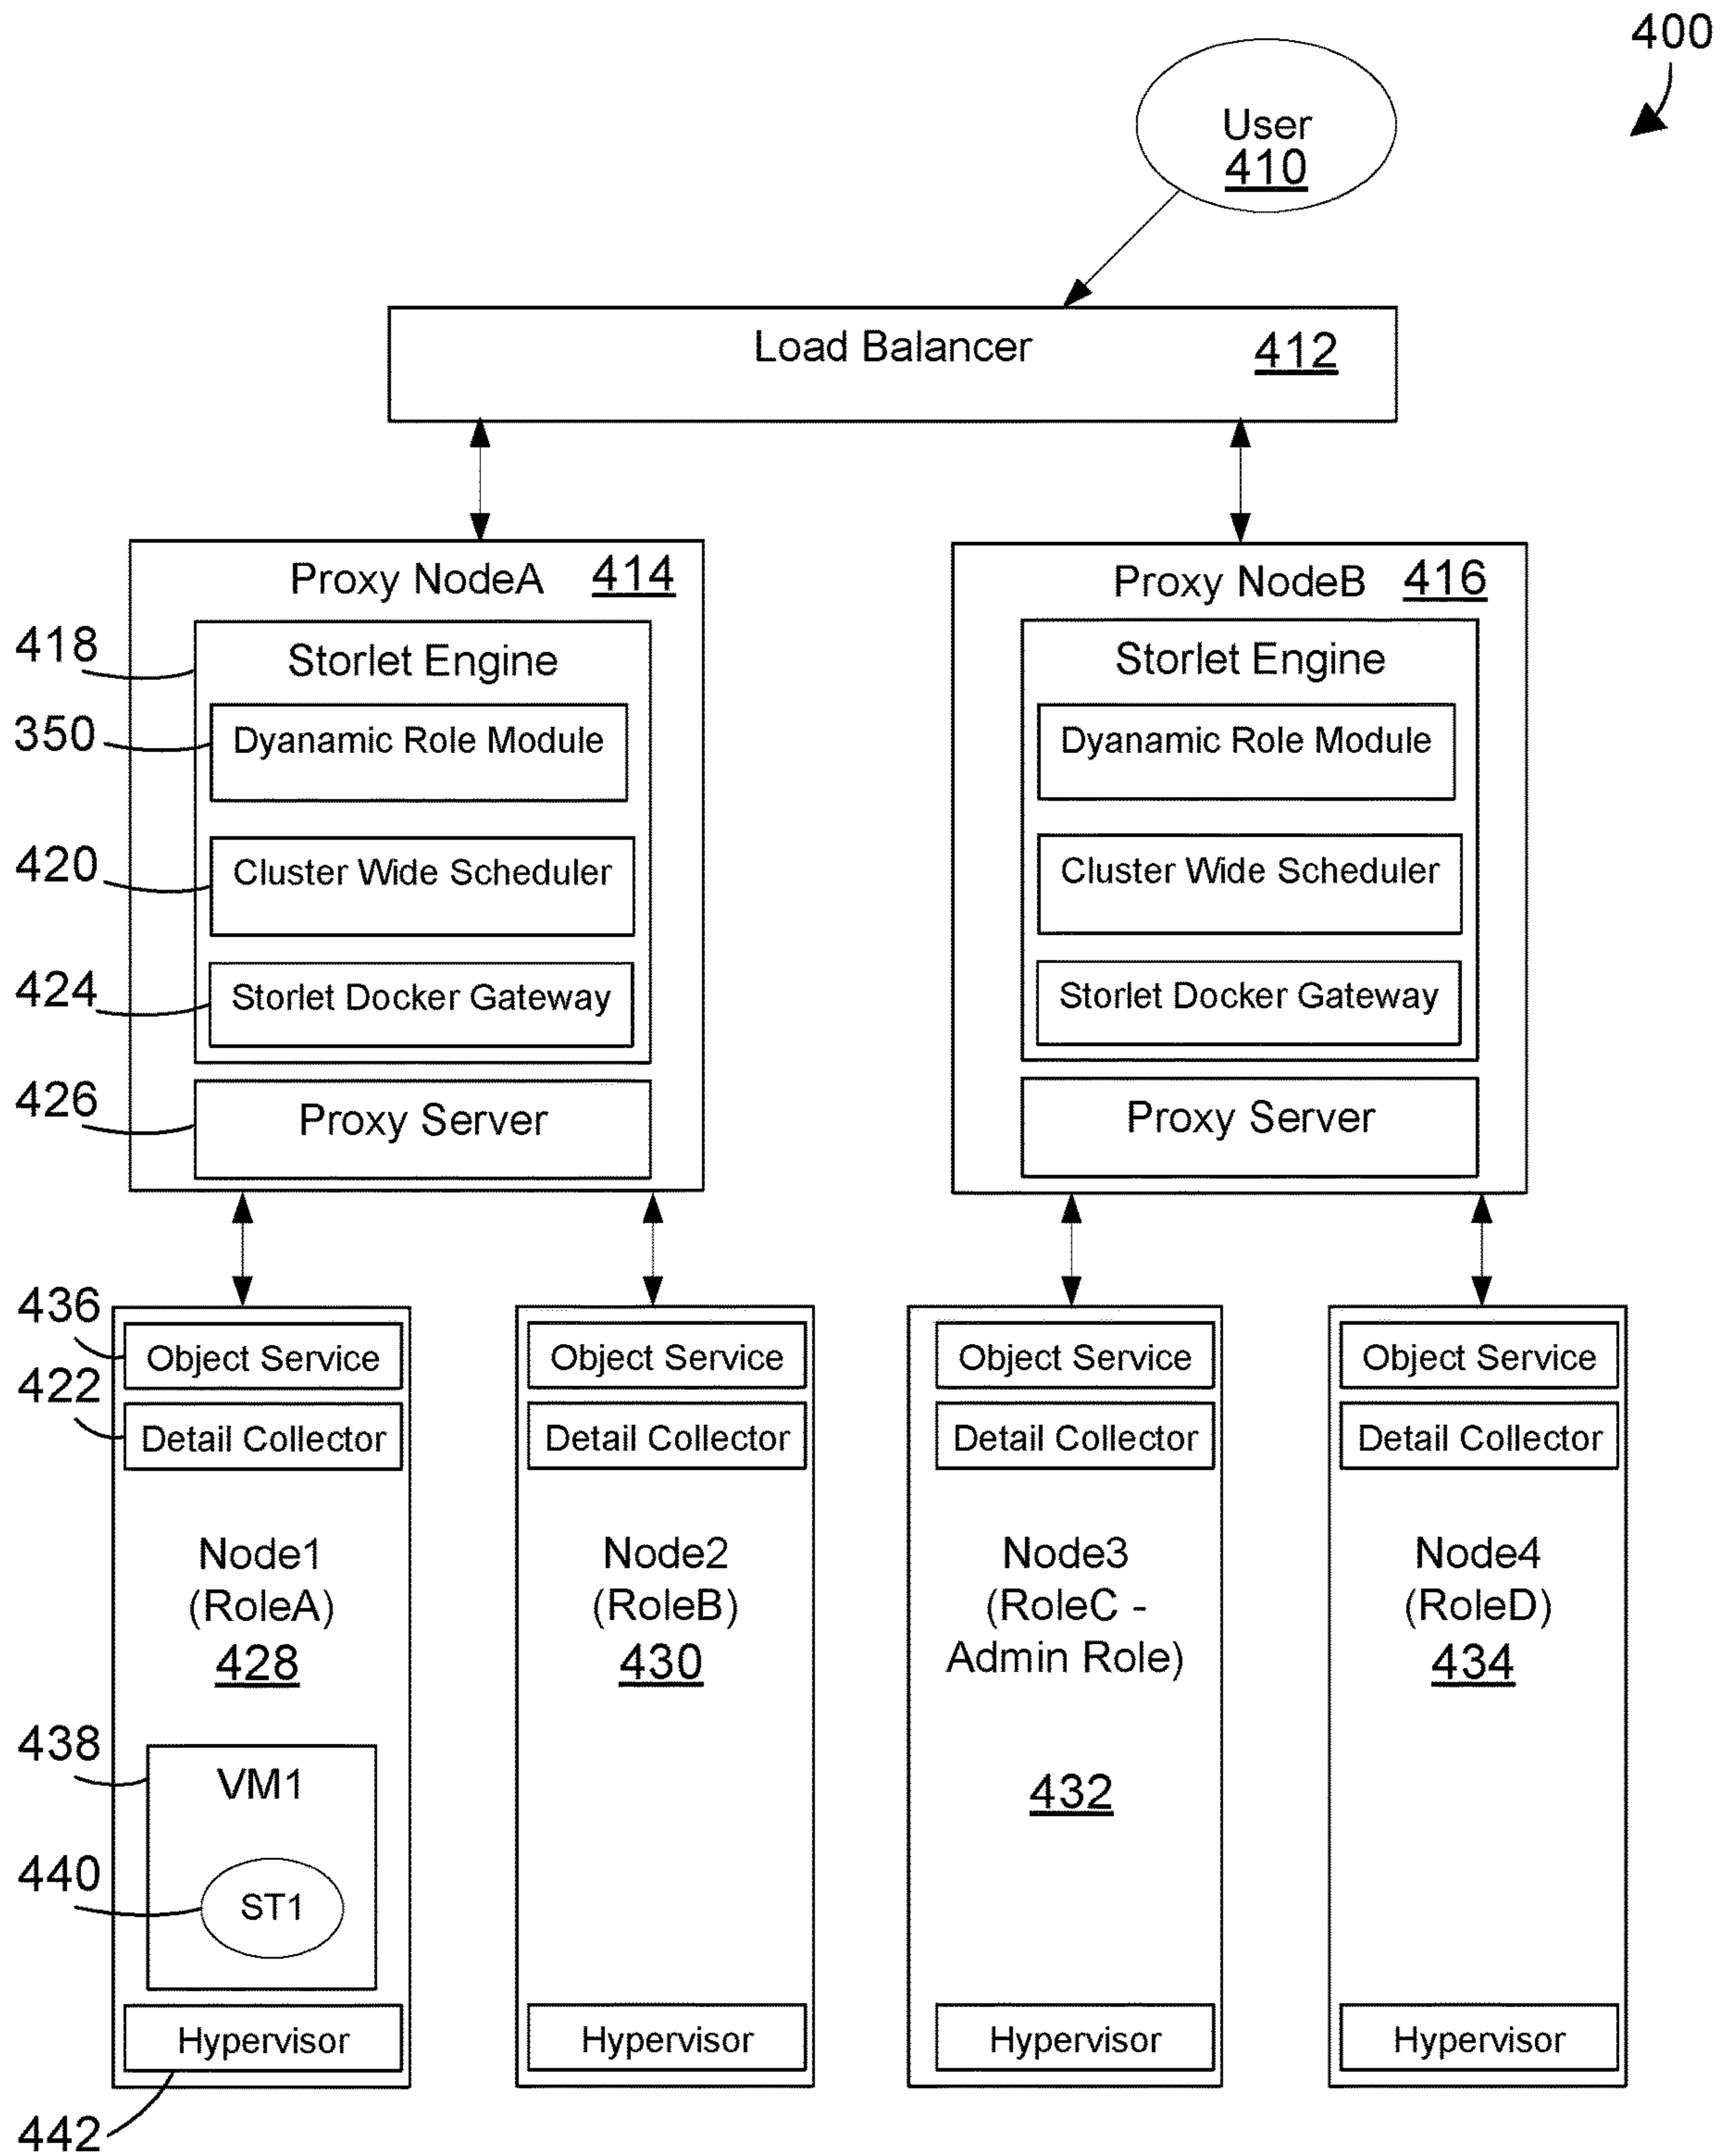 400
User
410
Load Balancer 412
Proxy NodeA 414
418
Storlet Engine
350
Dyanamic Role Module
420
Cluster Wide Scheduler
424
Storlet Docker Gateway
426
Proxy Server
Proxy NodeB 416
Storlet Engine
Dyanamic Role Module
Cluster Wide Scheduler
Storlet Docker Gateway
Proxy Server
436
Object Service
422
Detail Collector
Node1
(RoleA)
428
438
VM1
440
ST1
Hypervisor
442
Object Service
Detail Collector
Node2
(RoleB)
430
Hypervisor
Object Service
Detail Collector
Node3
(RoleC -
Admin Role)
432
Hypervisor
Object Service
Detail Collector
Node4
(RoleD)
434
Hypervisor